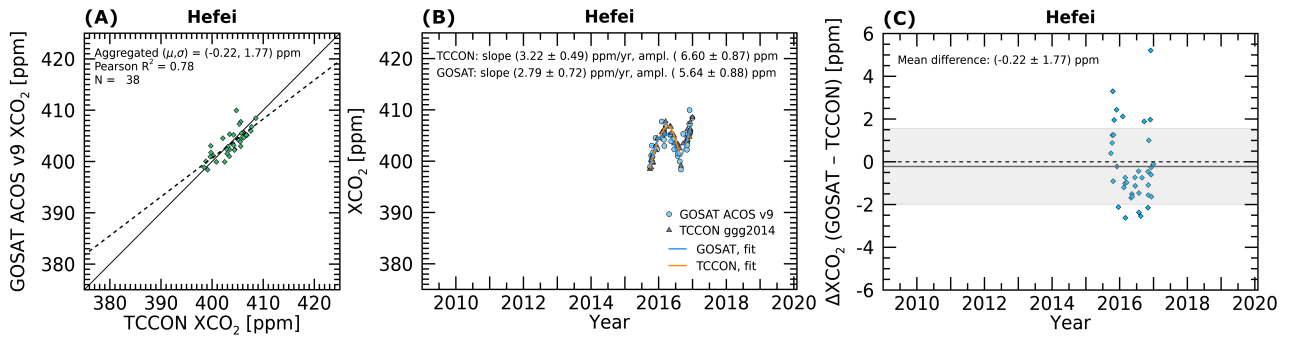 (A) Hefei
Aggregated (μ,σ) = (-0.22, 1.77) ppm
Pearson R² = 0.78
N = 38
GOSAT ACOS v9 XCO₂ [ppm]
420
410
400
390
380
380 390 400 410 420
TCCON XCO₂ [ppm]
(B) Hefei
TCCON: slope (3.22 ± 0.49) ppm/yr, ampl. ( 6.60 ± 0.87) ppm
GOSAT: slope (2.79 ± 0.72) ppm/yr, ampl. ( 5.64 ± 0.88) ppm
XCO₂ [ppm]
420
410
400
390
380
GOSAT ACOS v9
TCCON ggg2014
GOSAT, fit
TCCON, fit
2010 2012 2014 2016 2018 2020
Year
(C) Hefei
Mean difference: (-0.22 ± 1.77) ppm
ΔXCO₂ (GOSAT – TCCON) [ppm]
6
4
2
0
-2
-4
-6
2010 2012 2014 2016 2018 2020
Year